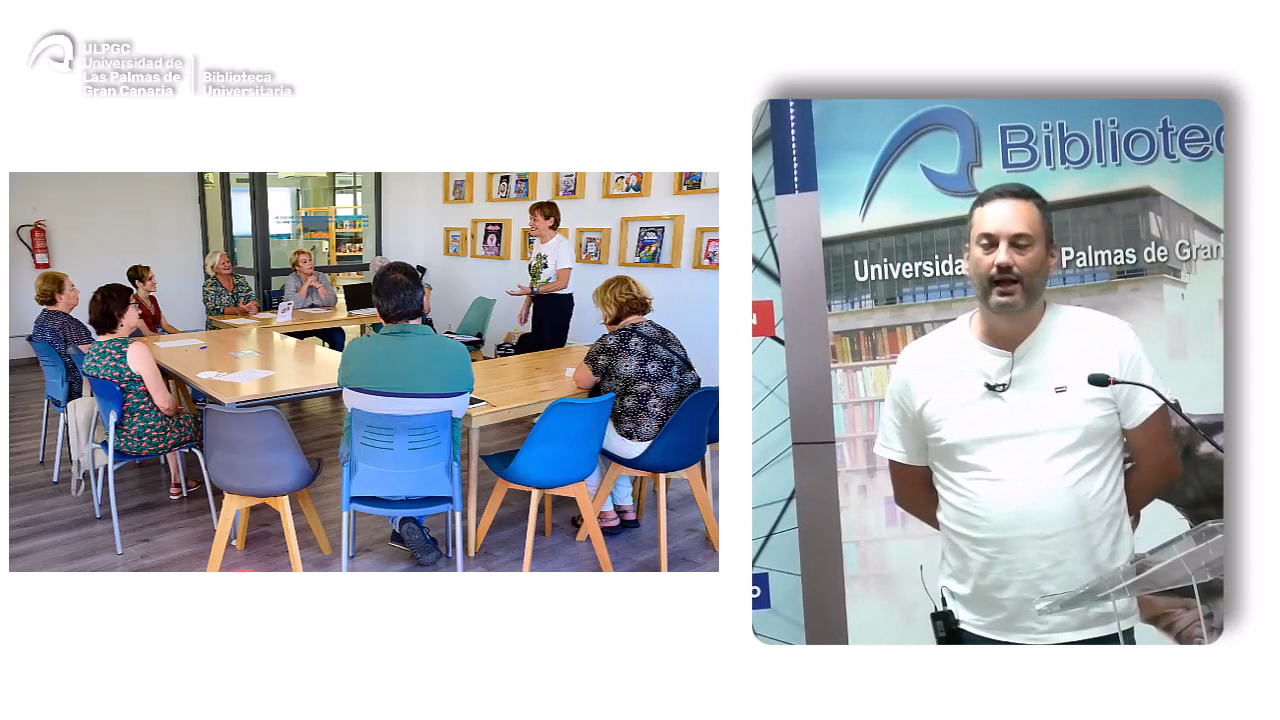 ULPGC
Universidad de
Las Palmas de
Gran Canaria
Biblioteca
Universitaria
Bibliotec
Universida
Palmas de Gran
N
O